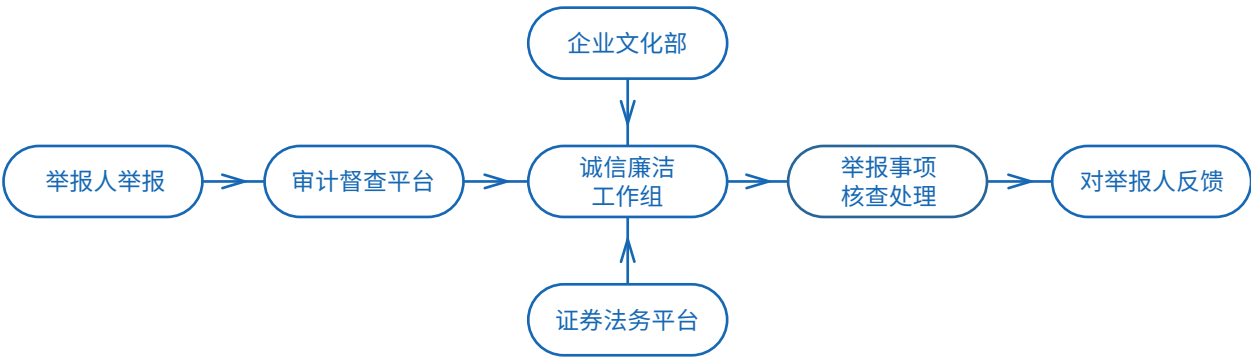 企业文化部
举报人举报
审计督查平台
诚信廉洁
工作组
举报事项
核查处理
对举报人反馈
证券法务平台